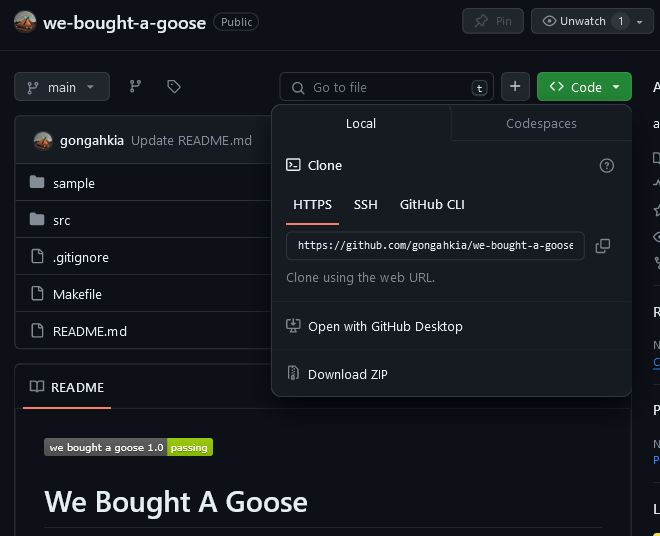 we-bought-a-goose Public Pin Unwatch 1
main Go to file t + Code
Local Codespaces
gongahkia Update README.md
Clone
sample
HTTPS SSH GitHub CLI
src
https://github.com/gongahkia/we-bought-a-goose
.gitignore
Clone using the web URL.
Makefile
Open with GitHub Desktop
README.md
Download ZIP
README
we bought a goose 1.0 passing
We Bought A Goose